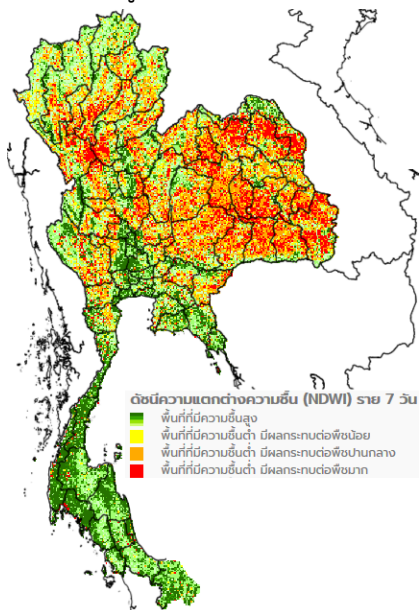 ดัชนีความแตกต่างความชื้น (NDWI) ราย 7 วัน
พื้นที่ที่มีความชื้นสูง
พื้นที่ที่มีความชื้นต่ำ มีผลกระทบต่อพืชน้อย
พื้นที่ที่มีความชื้นต่ำ มีผลกระทบต่อพืชปานกลาง
พื้นที่ที่มีความชื้นต่ำ มีผลกระทบต่อพืชมาก